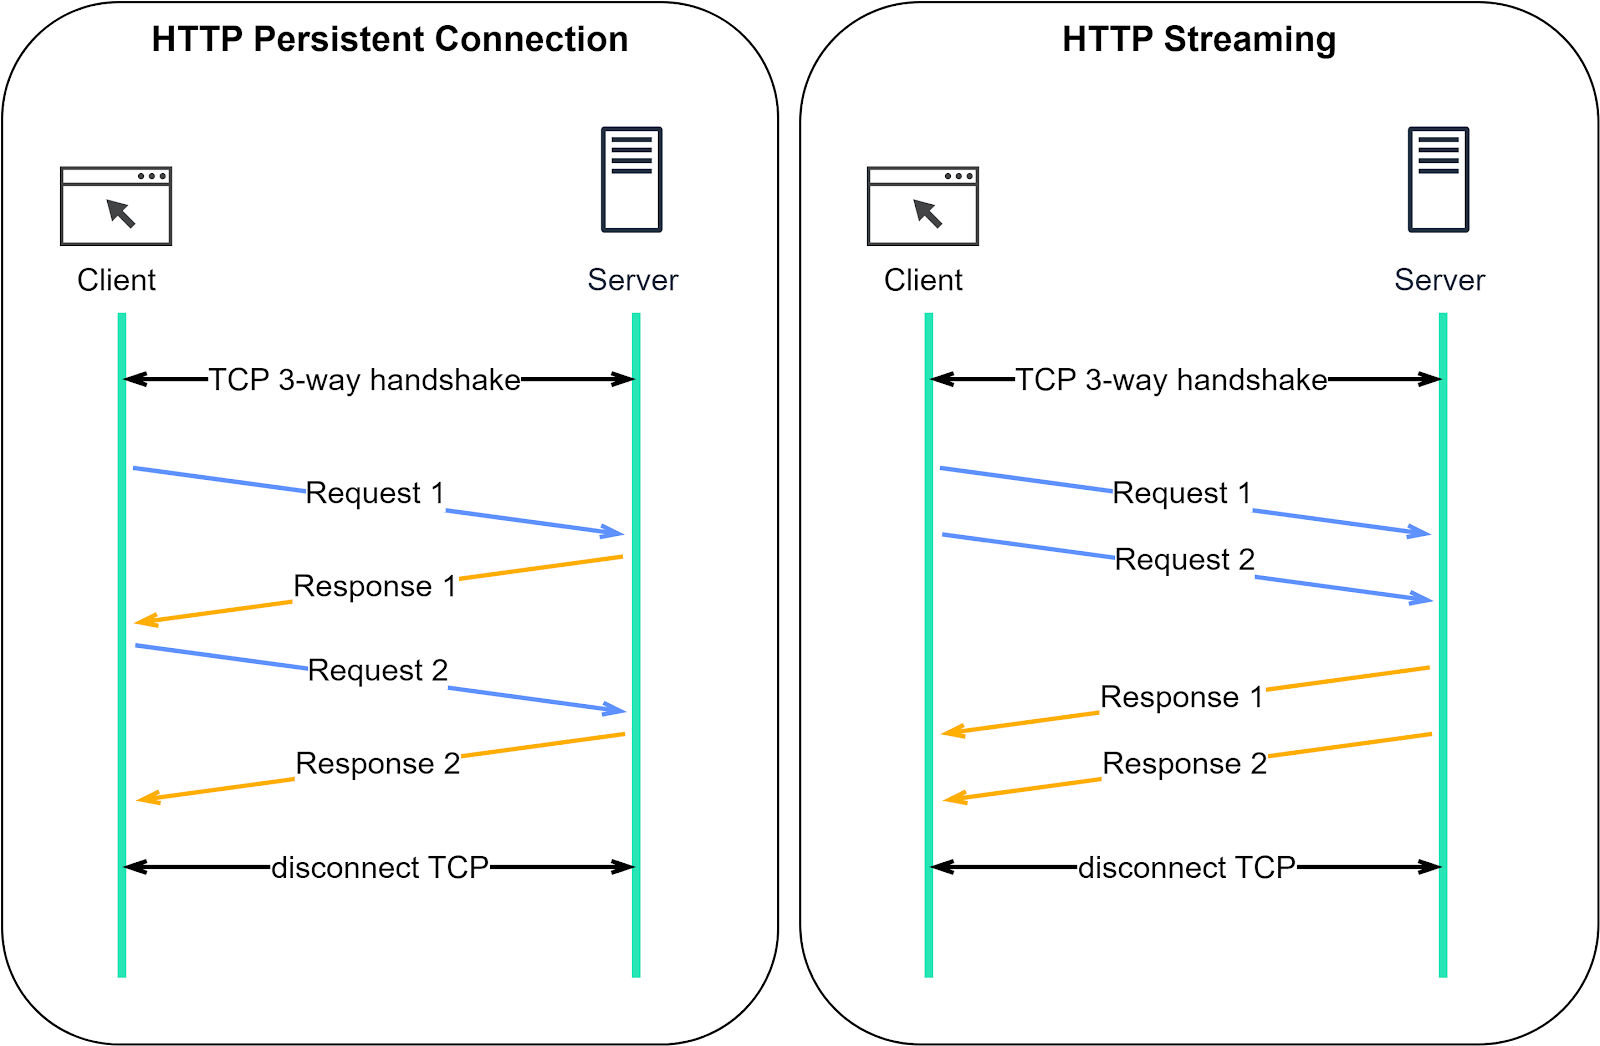 HTTP Persistent Connection
Client
Server
TCP 3-way handshake
Request 1
Response 1
Request 2
Response 2
disconnect TCP
HTTP Streaming
Client
Server
TCP 3-way handshake
Request 1
Request 2
Response 1
Response 2
disconnect TCP